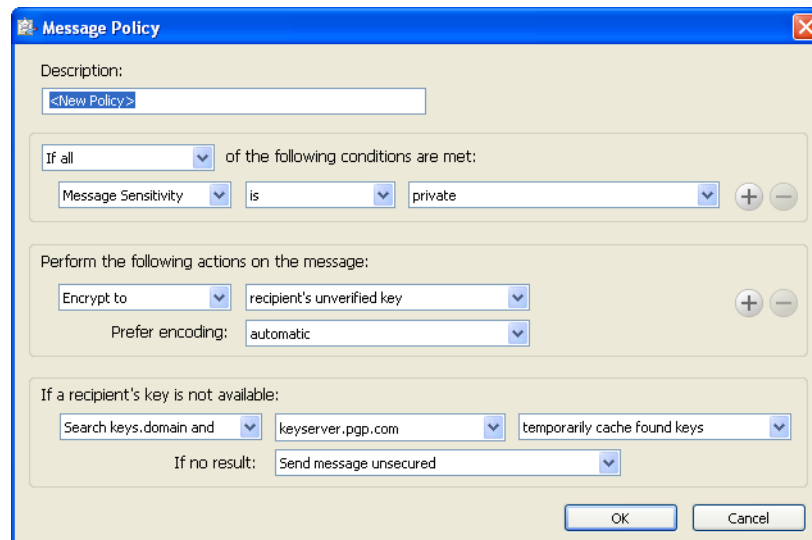 Message Policy
Description:
<New Policy>
If all of the following conditions are met:
Message Sensitivity is private
Perform the following actions on the message:
Encrypt to recipient's unverified key
Prefer encoding: automatic
If a recipient's key is not available:
Search keys.domain and keyserver.pgp.com temporarily cache found keys
If no result: Send message unsecured
OK Cancel